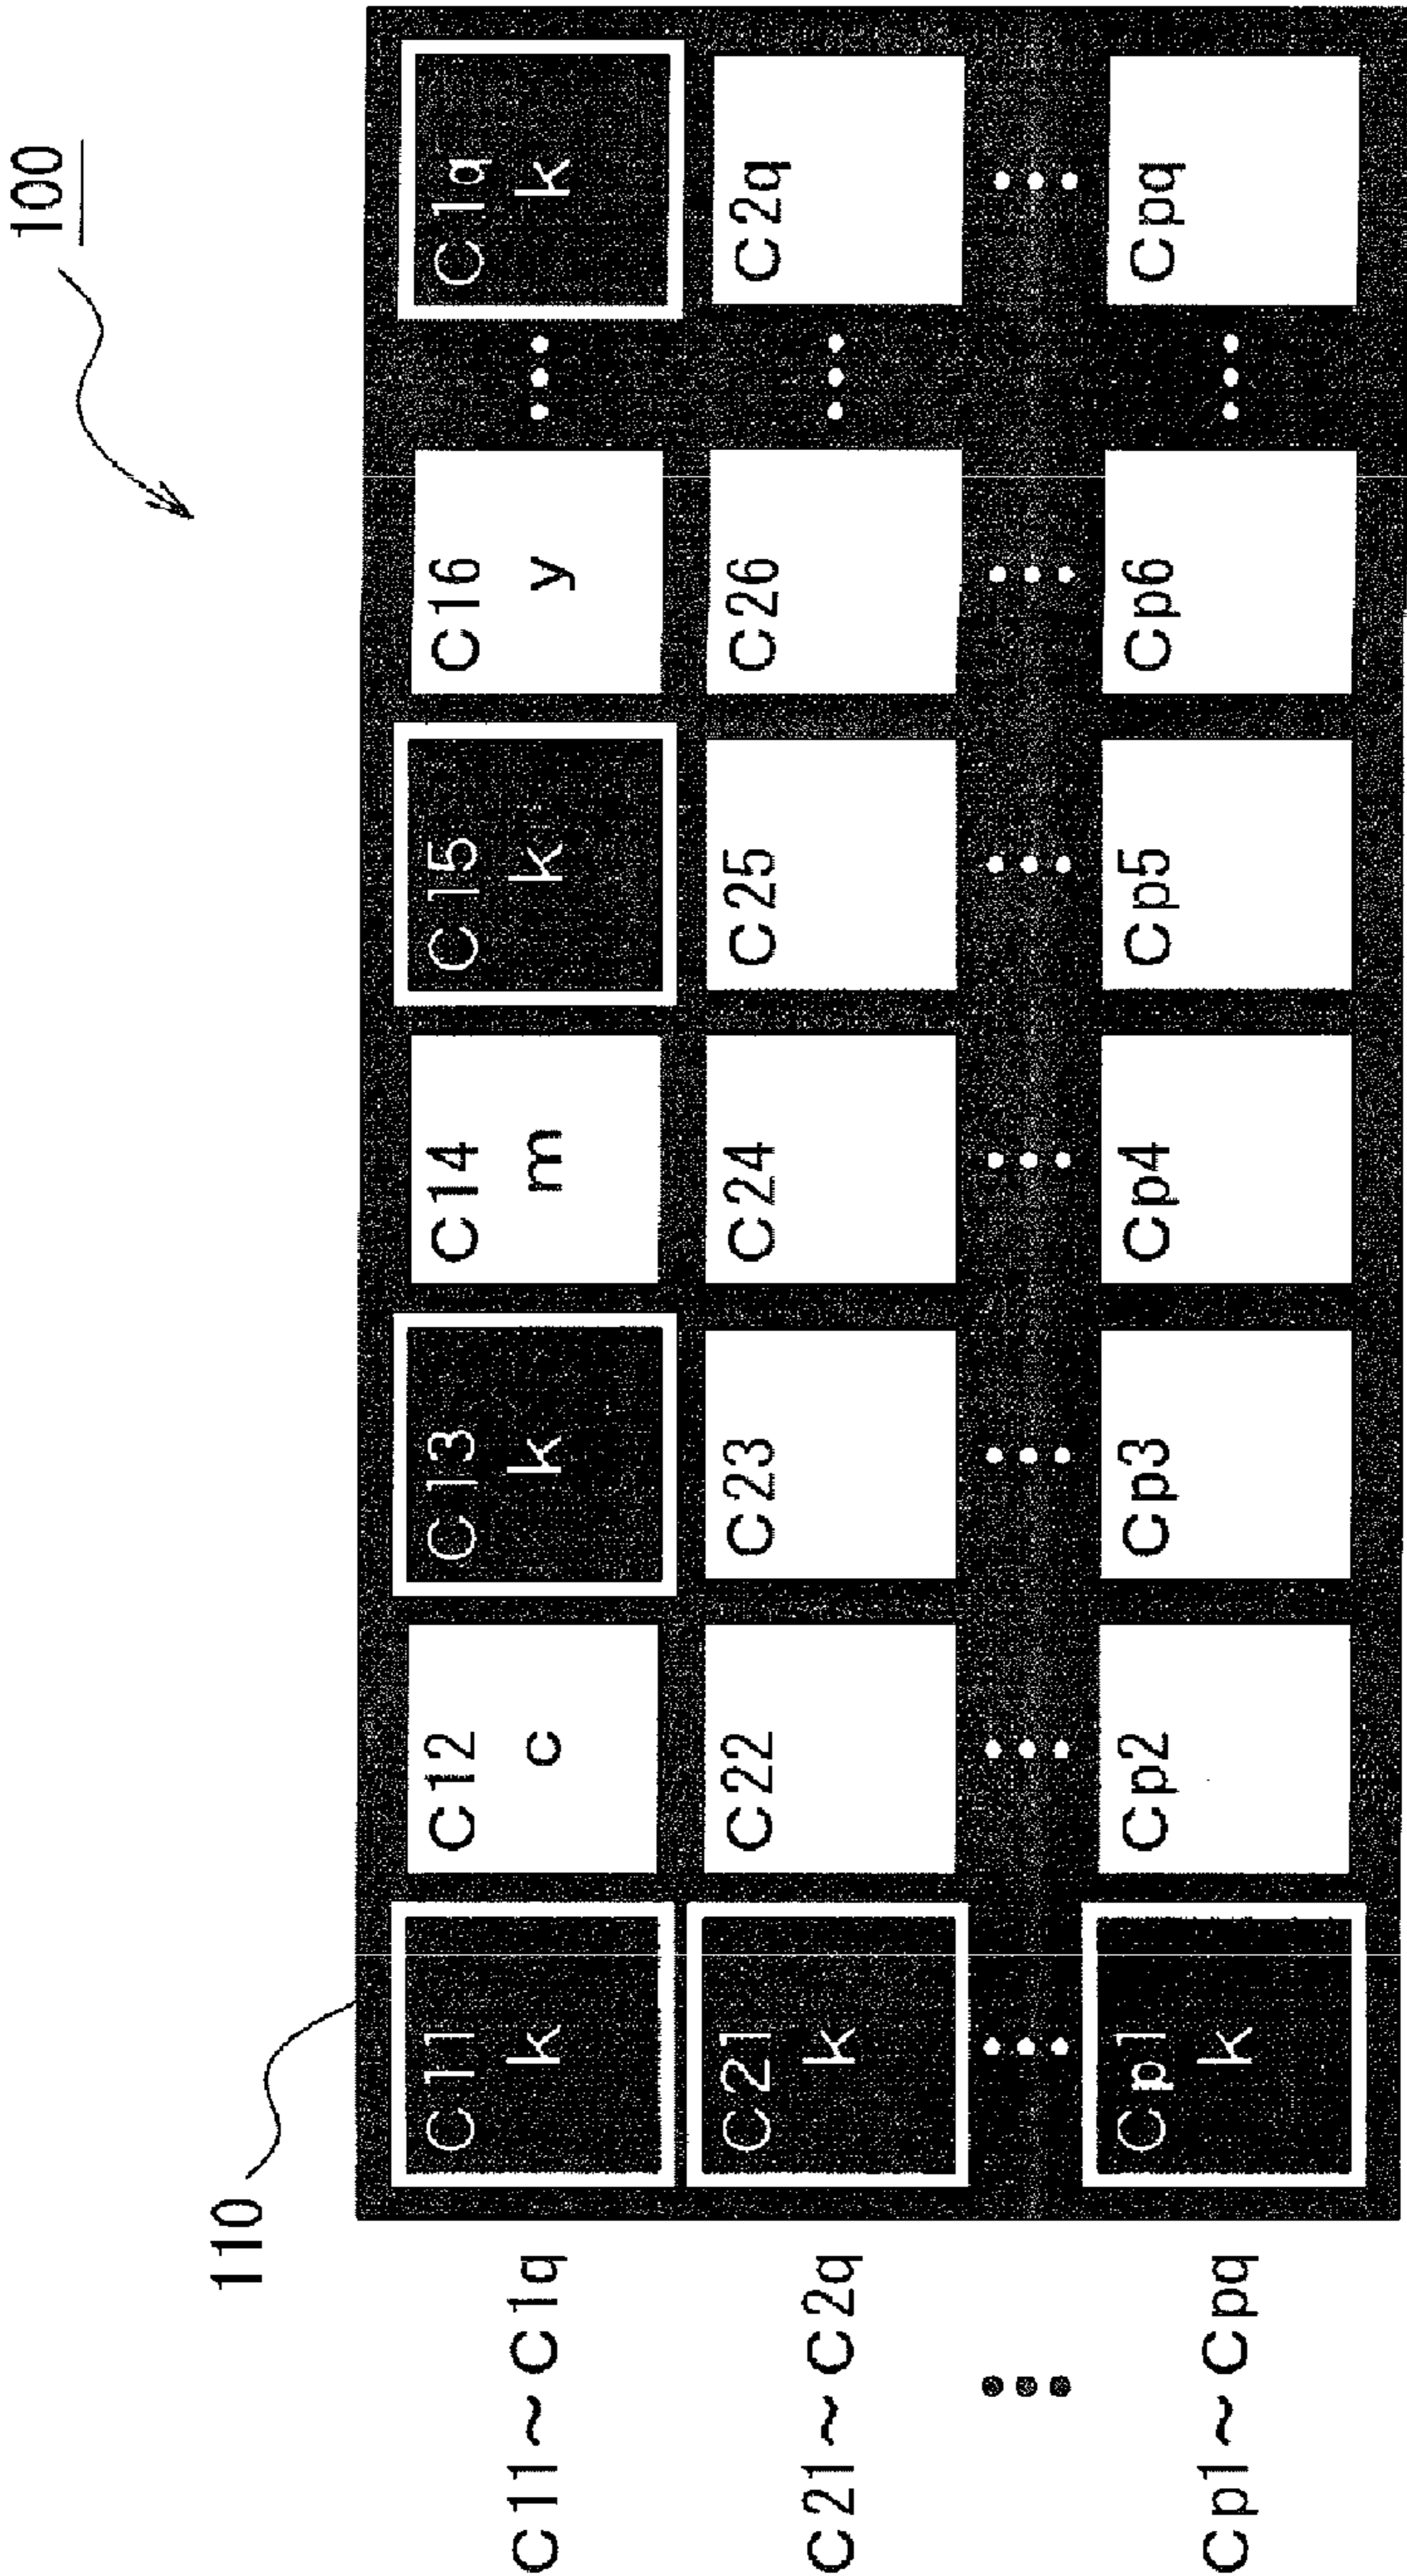 100
110
C11~C1q C11 k C12 c C13 k C14 m C15 k C16 y ••• C1q k
C21~C2q C21 k C22 C23 C24 C25 C26 ••• C2q
••• ••• ••• ••• ••• ••• ••• ••• •••
Cp1~Cpq Cp1 k Cp2 Cp3 Cp4 Cp5 Cp6 ••• Cpq